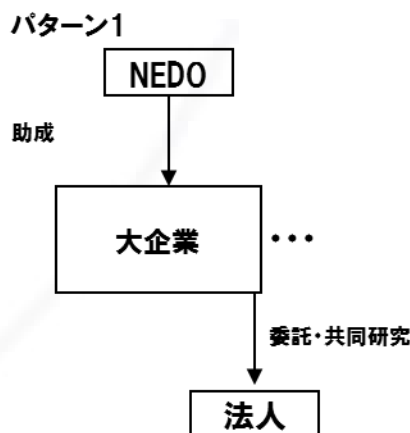 パターン1
NEDO
助成
大企業
・・・
委託・共同研究
法人